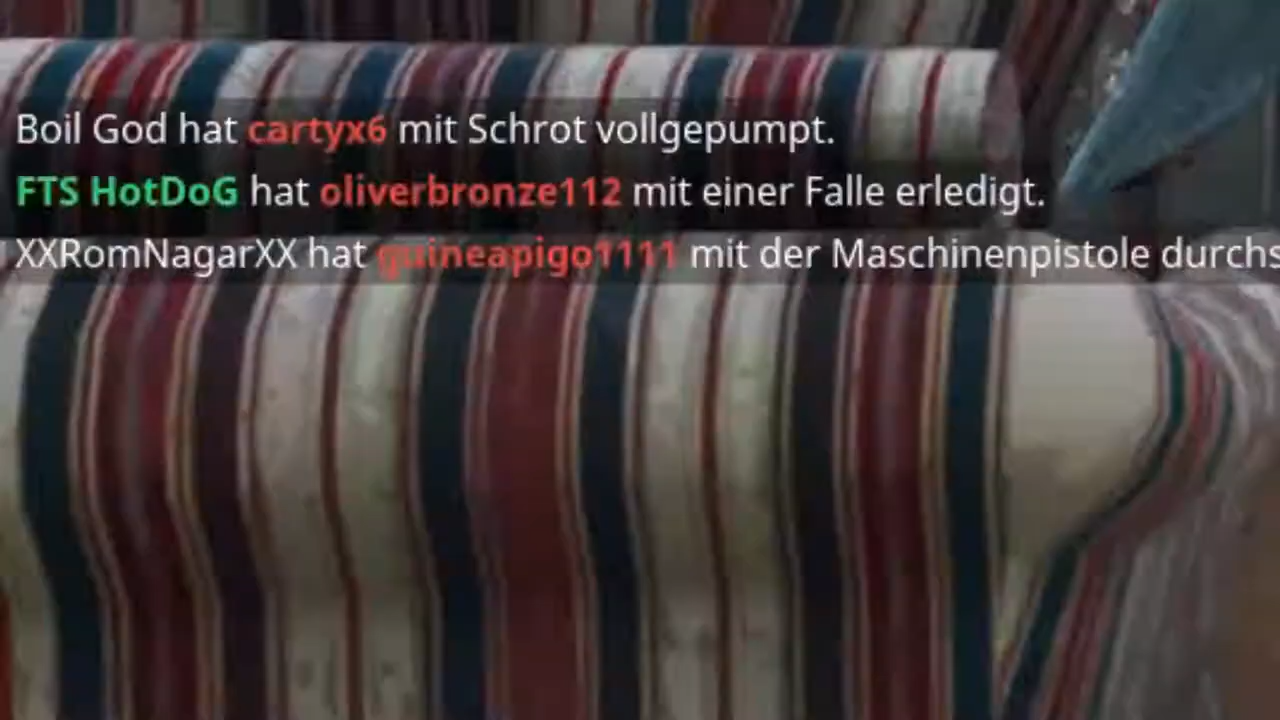 Boil God hat cartyx6 mit Schrot vollgepumpt.
FTS HotDoG hat oliverbronze112 mit einer Falle erledigt.
XXRomNagarXX hat guineapigo1111 mit der Maschinenpistole